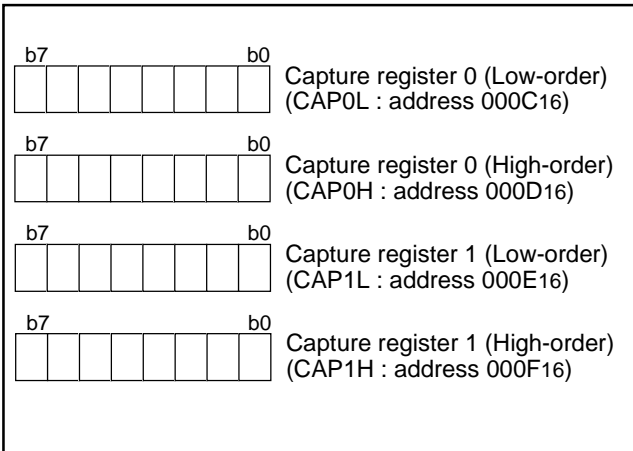 b7 b0
Capture register 0 (Low-order)
(CAP0L : address 000C16)
b7 b0
Capture register 0 (High-order)
(CAP0H : address 000D16)
b7 b0
Capture register 1 (Low-order)
(CAP1L : address 000E16)
b7 b0
Capture register 1 (High-order)
(CAP1H : address 000F16)